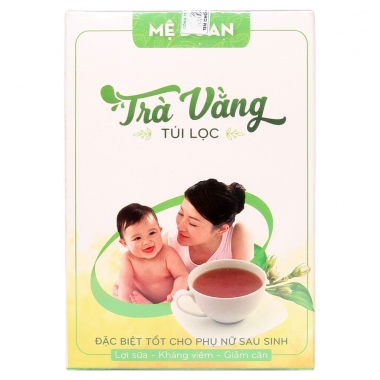 MỆ
Trà Vằng
TÚI LỌC
ĐẶC BIỆT TỐT CHO PHỤ NỮ SAU SINH
Lợi sữa - Kháng viêm - Giảm cân